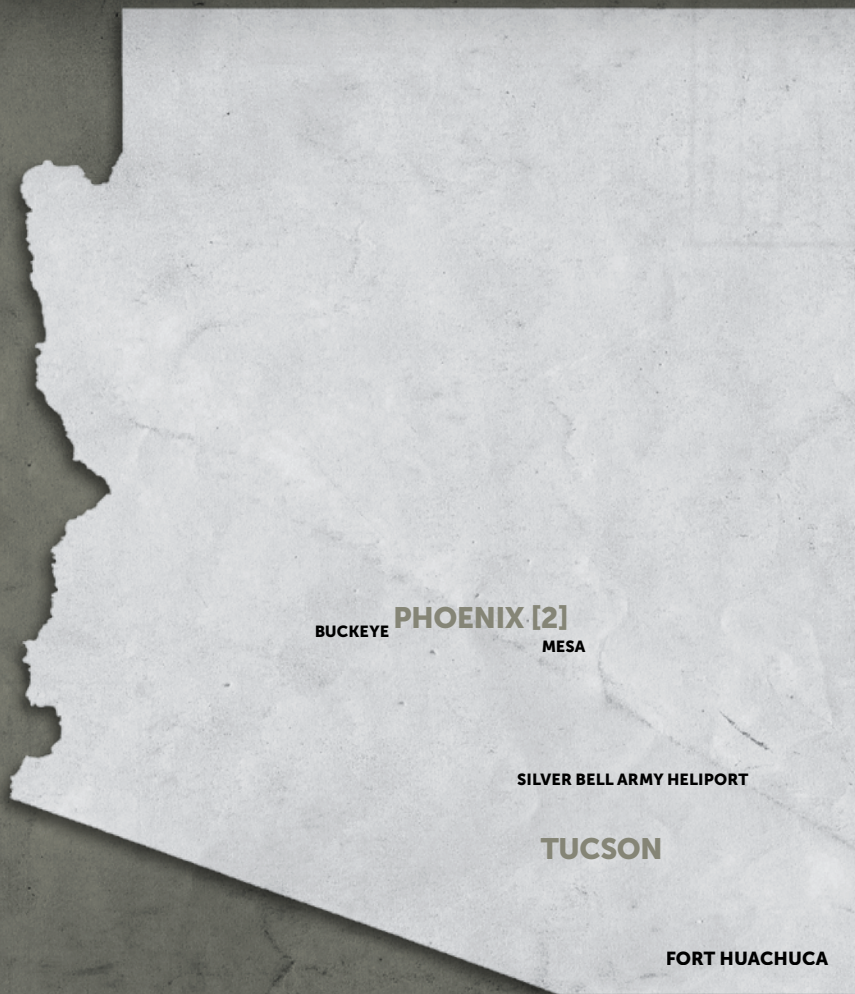 PHOENIX [2]
BUCKEYE
MESA
SILVER BELL ARMY HELIPORT
TUCSON
FORT HUACHUCA